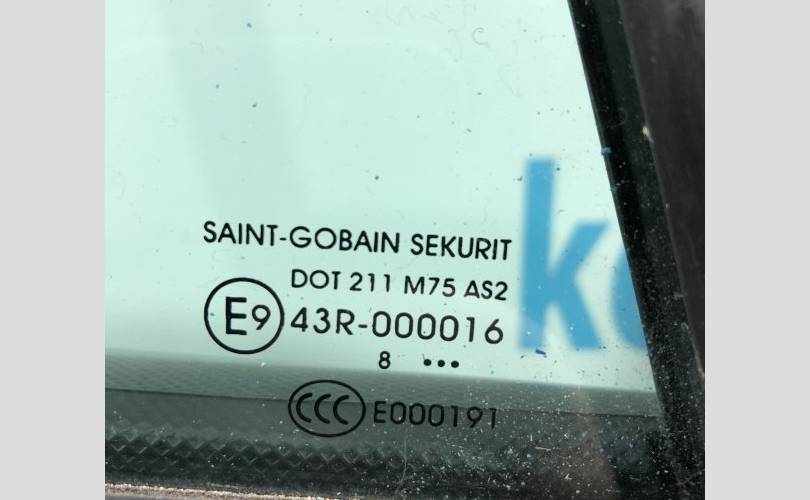 SAINT-GOBAIN SEKURIT
DOT 211 M75 AS2
E9 43R-000016
8 •••
CCC E000191